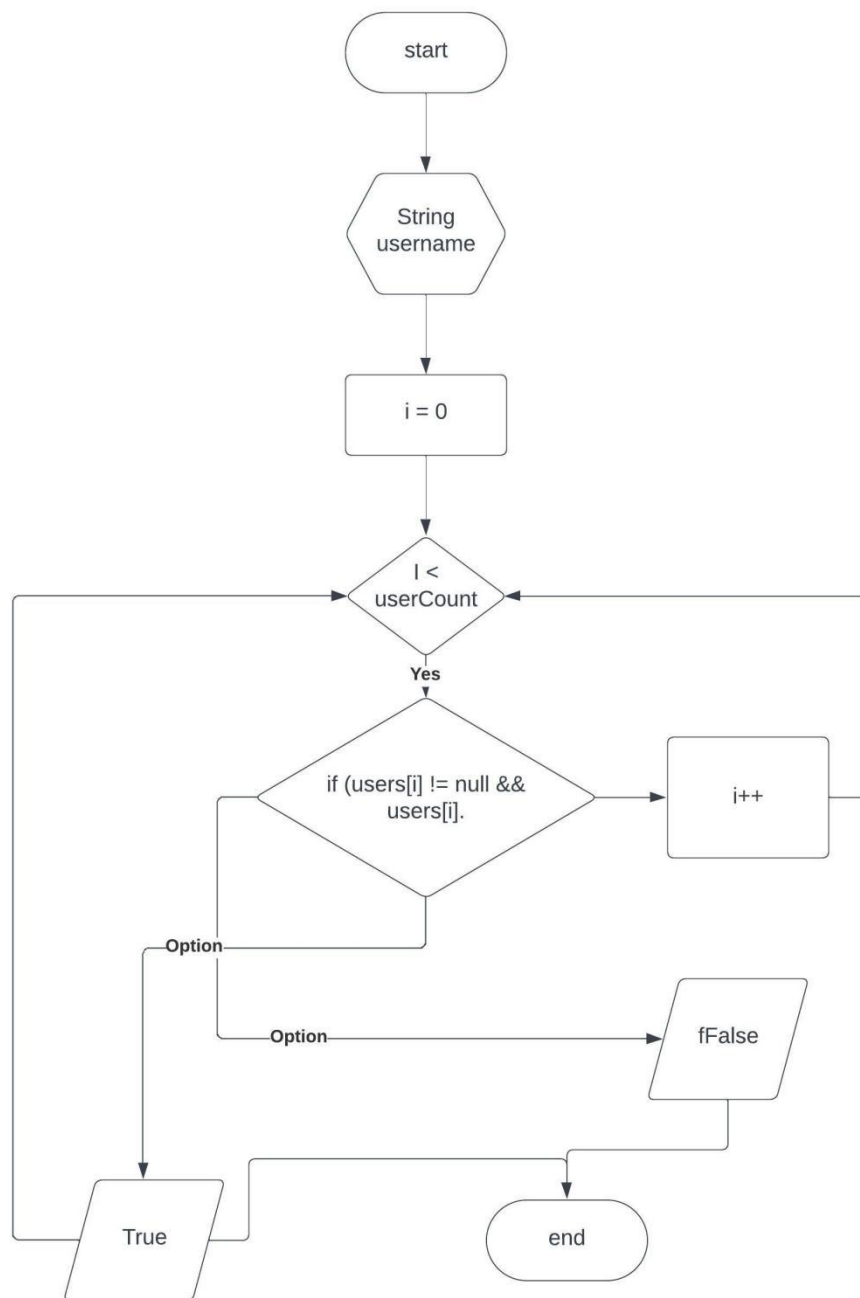 start
String
username
i = 0
I <
userCount
Yes
if (users[i] != null &&
users[i].
i++
Option
Option
fFalse
True
end